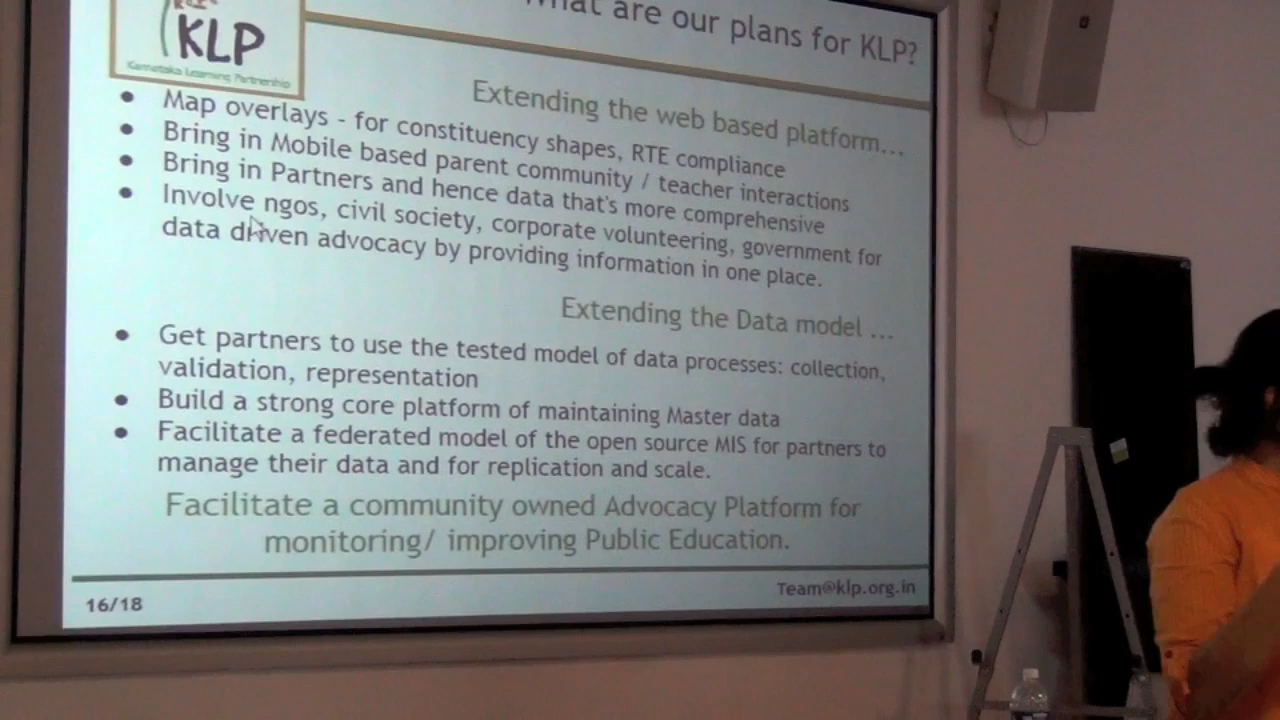 What are our plans for KLP?
KLP
Karnataka Learning Partnership
Extending the web based platform...
• Map overlays - for constituency shapes, RTE compliance
• Bring in Mobile based parent community / teacher interactions
• Bring in Partners and hence data that's more comprehensive
• Involve ngos, civil society, corporate volunteering, government for
data driven advocacy by providing information in one place.
Extending the Data model ...
• Get partners to use the tested model of data processes: collection,
validation, representation
• Build a strong core platform of maintaining Master data
• Facilitate a federated model of the open source MIS for partners to
manage their data and for replication and scale.
Facilitate a community owned Advocacy Platform for
monitoring/ improving Public Education.
Team@klp.org.in
16/18